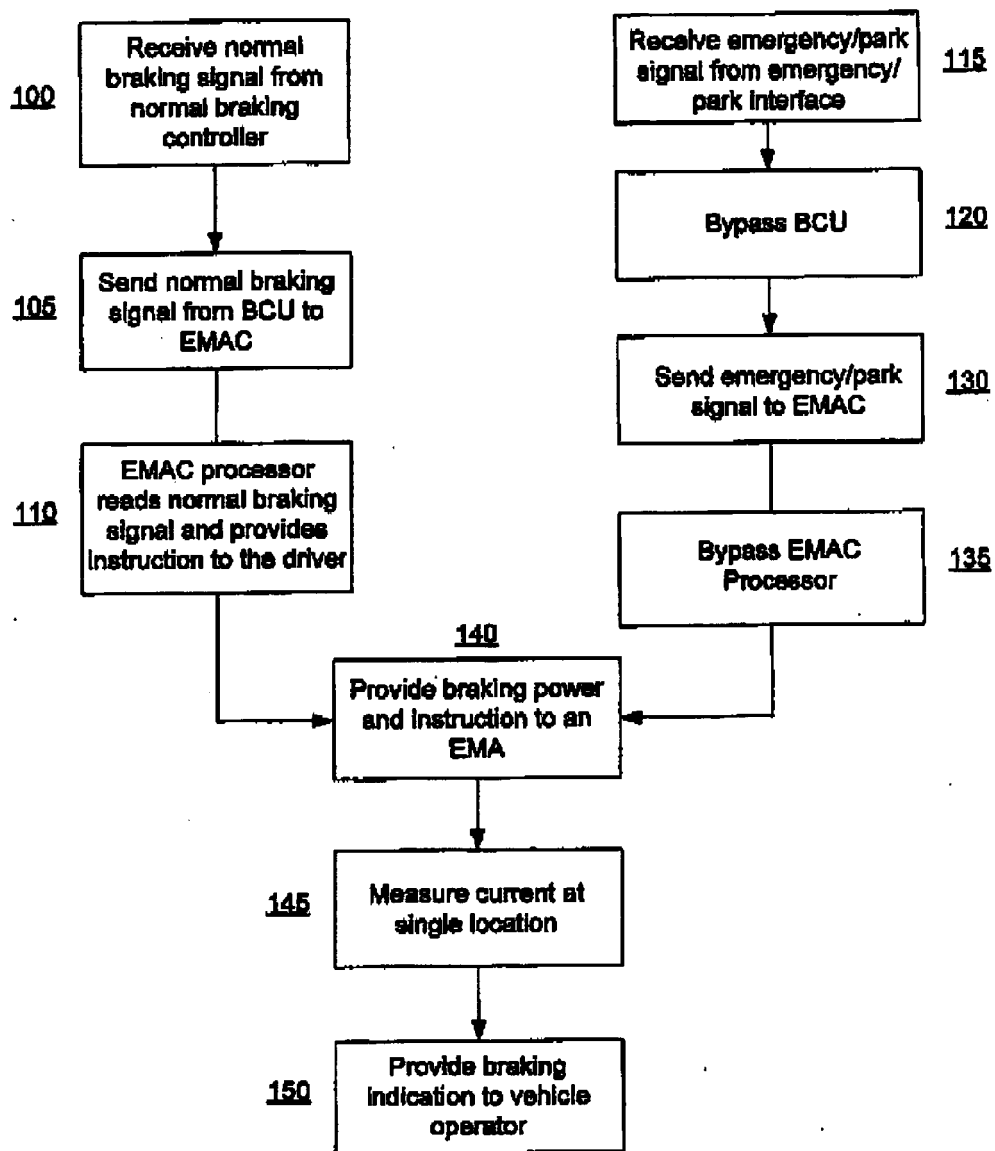 100
Receive normal
braking signal from
normal braking
controller
105
Send normal braking
signal from BCU to
EMAC
110
EMAC processor
reads normal braking
signal and provides
instruction to the driver
Receive emergency/park
signal from emergency/
park interface
115
Bypass BCU
120
Send emergency/park
signal to EMAC
130
Bypass EMAC
Processor
135
140
Provide braking power
and instruction to an
EMA
145
Measure current at
single location
150
Provide braking
indication to vehicle
operator